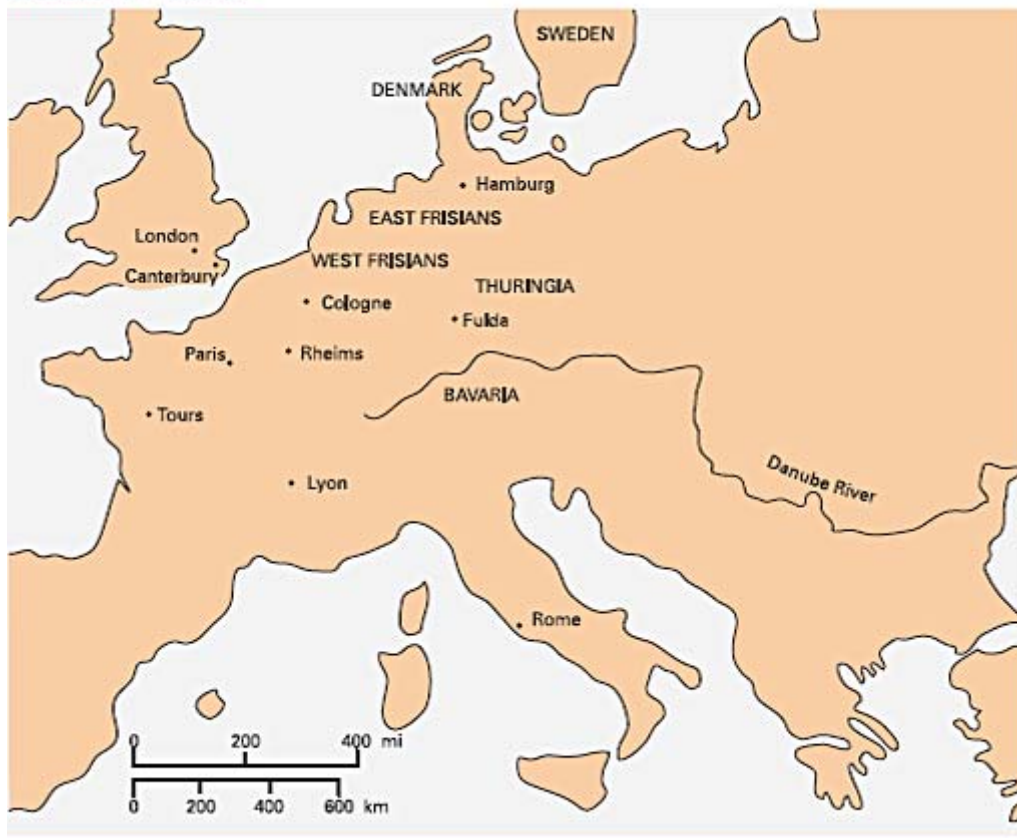 SWEDEN
DENMARK
Hamburg
EAST FRISIANS
London
WEST FRISIANS
Canterbury
THURINGIA
Cologne
Fulda
Paris
Rheims
BAVARIA
Tours
Danube River
Lyon
Rome
0 200 400 mi
0 200 400 600 km